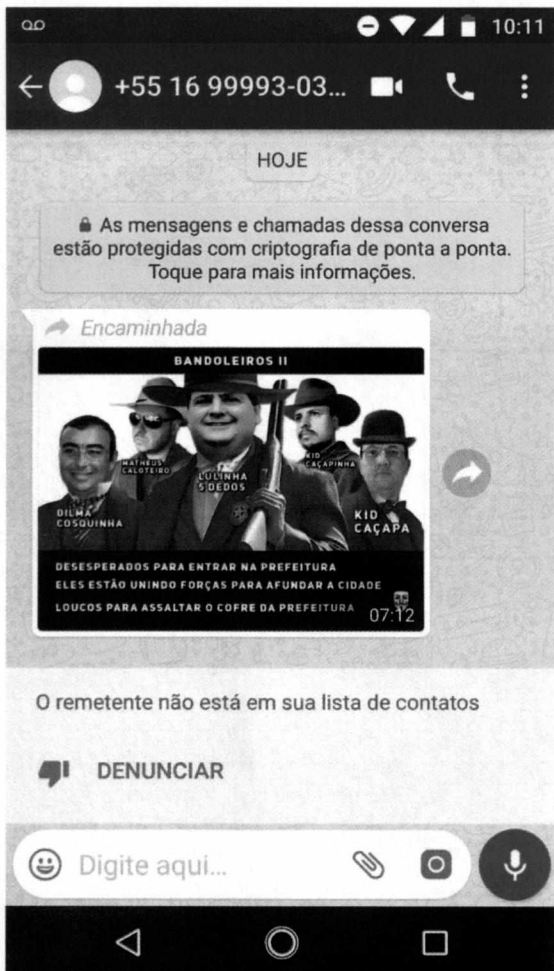 10:11
+55 16 99993-03...
HOJE
As mensagens e chamadas dessa conversa
estão protegidas com criptografia de ponta a ponta.
Toque para mais informações.
Encaminhada
BANDOLEIROS II
MATHEUS
CALOTEIRO
LULINHA
5 DEDOS
KID
CAÇAPINHA
DILMA
COSQUINHA
KID
CAÇAPA
DESESPERADOS PARA ENTRAR NA PREFEITURA
ELES ESTÃO UNINDO FORÇAS PARA AFUNDAR A CIDADE
LOUCOS PARA ASSALTAR O COFRE DA PREFEITURA
07:12
O remetente não está em sua lista de contatos
DENUNCIAR
Digite aqui...